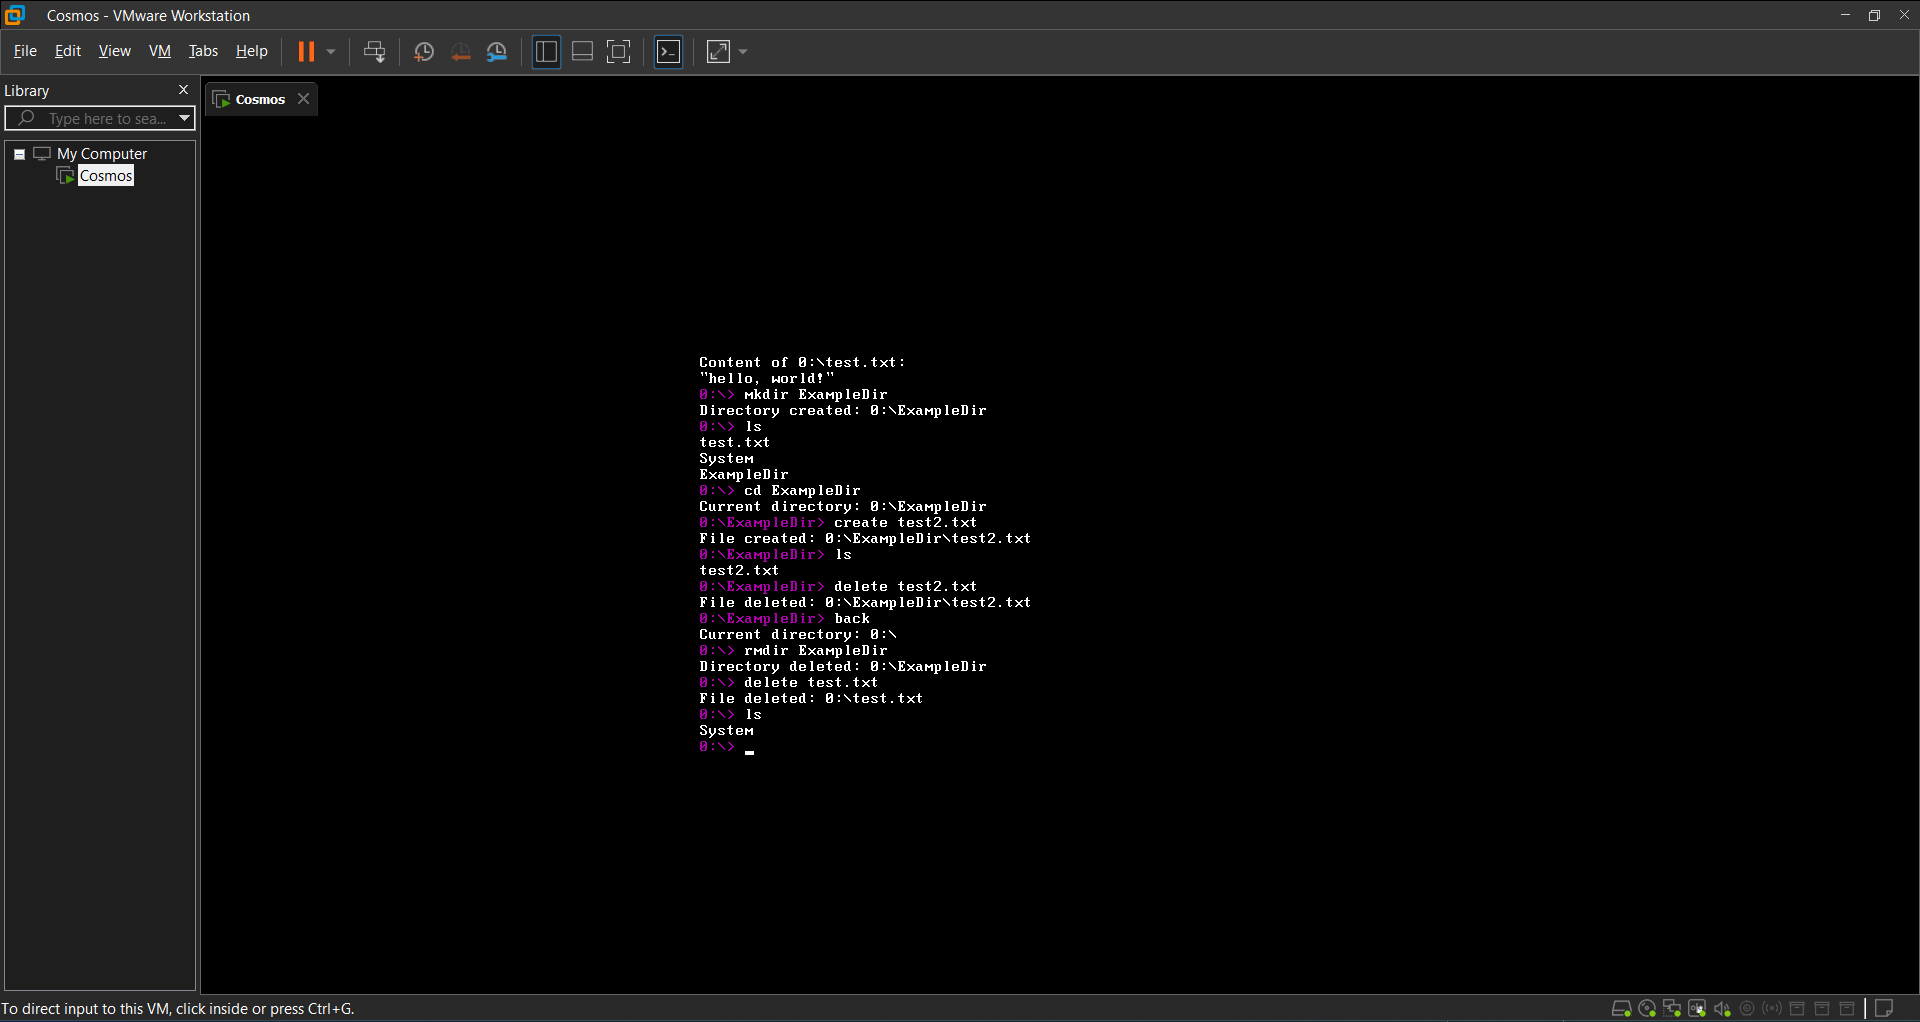 Cosmos - VMware Workstation
File Edit View VM Tabs Help
Library
Type here to sea...
My Computer
Cosmos
Cosmos
Content of 0:\test.txt:
"hello, world!"
0:\> mkdir ExampleDir
Directory created: 0:\ExampleDir
0:\> ls
test.txt
System
ExampleDir
0:\> cd ExampleDir
Current directory: 0:\ExampleDir
0:\ExampleDir> create test2.txt
File created: 0:\ExampleDir\test2.txt
0:\ExampleDir> ls
test2.txt
0:\ExampleDir> delete test2.txt
File deleted: 0:\ExampleDir\test2.txt
0:\ExampleDir> back
Current directory: 0:\
0:\> rmdir ExampleDir
Directory deleted: 0:\ExampleDir
0:\> delete test.txt
File deleted: 0:\test.txt
0:\> ls
System
0:\> _
To direct input to this VM, click inside or press Ctrl+G.